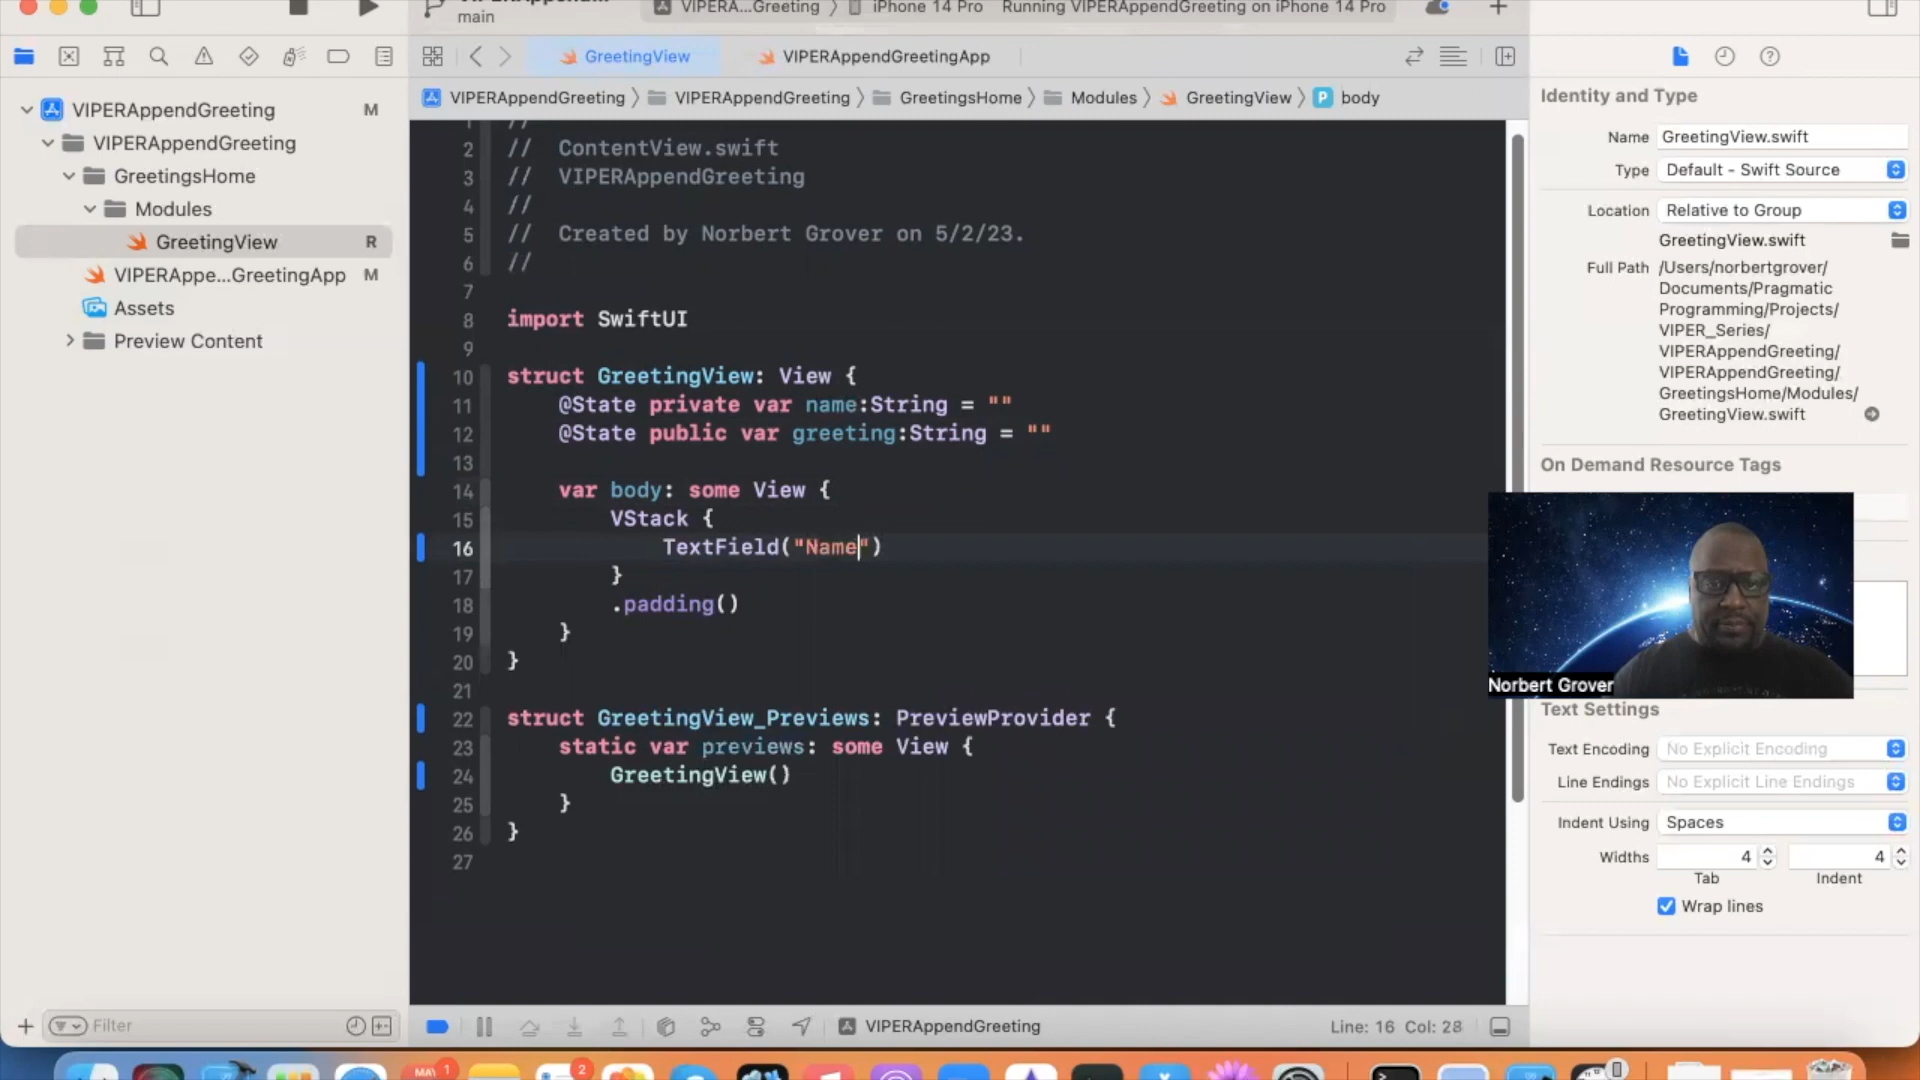 main
VIPERA...Greeting 〉 iPhone 14 Pro
Running VIPERAppendGreeting on iPhone 14 Pro
GreetingView
VIPERAppendGreetingApp
VIPERAppendGreeting 〉 VIPERAppendGreeting 〉 GreetingsHome 〉 Modules 〉 GreetingView 〉 P body
VIPERAppendGreeting M
VIPERAppendGreeting
GreetingsHome
Modules
GreetingView R
VIPERAppe...GreetingApp M
Assets
Preview Content
1 //
2 // ContentView.swift
3 // VIPERAppendGreeting
4 //
5 // Created by Norbert Grover on 5/2/23.
6 //
7
8 import SwiftUI
9
10 struct GreetingView: View {
11 @State private var name:String = ""
12 @State public var greeting:String = ""
13
14 var body: some View {
15 VStack {
16 TextField("Name")
17 }
18 .padding()
19 }
20 }
21
22 struct GreetingView_Previews: PreviewProvider {
23 static var previews: some View {
24 GreetingView()
25 }
26 }
27
Identity and Type
Name GreetingView.swift
Type Default - Swift Source
Location Relative to Group
GreetingView.swift
Full Path /Users/norbertgrover/
Documents/Pragmatic
Programming/Projects/
VIPER_Series/
VIPERAppendGreeting/
VIPERAppendGreeting/
GreetingsHome/Modules/
GreetingView.swift
On Demand Resource Tags
Norbert Grover
Text Settings
Text Encoding No Explicit Encoding
Line Endings No Explicit Line Endings
Indent Using Spaces
Widths 4 4
Tab Indent
Wrap lines
Filter
VIPERAppendGreeting
Line: 16 Col: 28
MAY 1
2